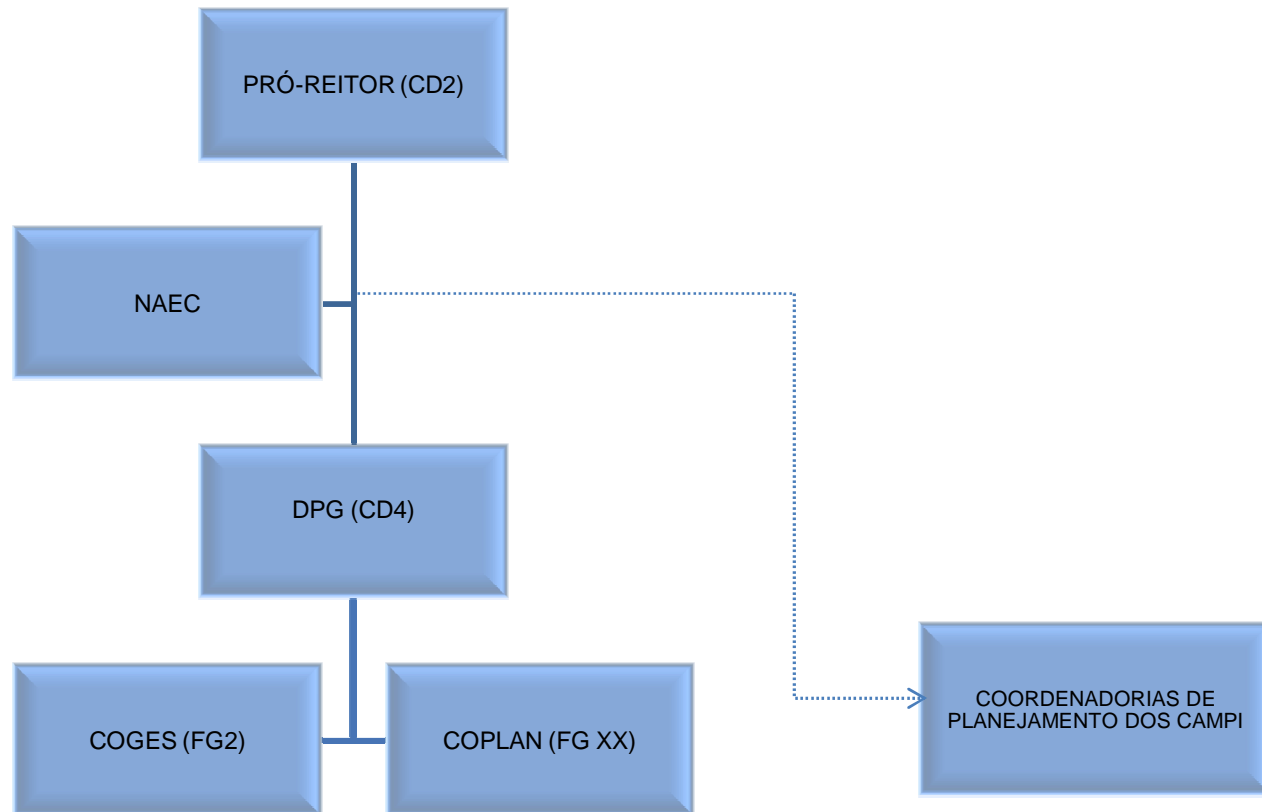 PRÓ-REITOR (CD2)
NAEC
DPG (CD4)
COGES (FG2)
COPLAN (FG XX)
COORDENADORIAS DE
PLANEJAMENTO DOS CAMPI